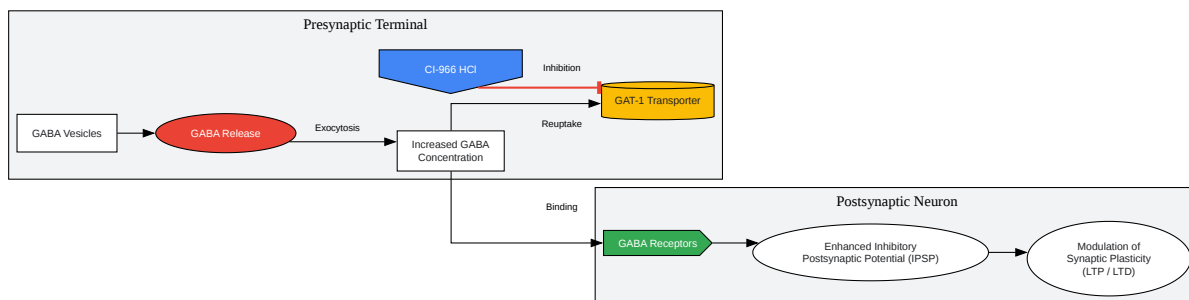 Presynaptic Terminal
CI-966 HCl
Inhibition
GAT-1 Transporter
GABA Vesicles
GABA Release
Exocytosis
Reuptake
Increased GABA
Concentration
Binding
Postsynaptic Neuron
GABA Receptors
Enhanced Inhibitory
Postsynaptic Potential (IPSP)
Modulation of
Synaptic Plasticity
(LTP / LTD)